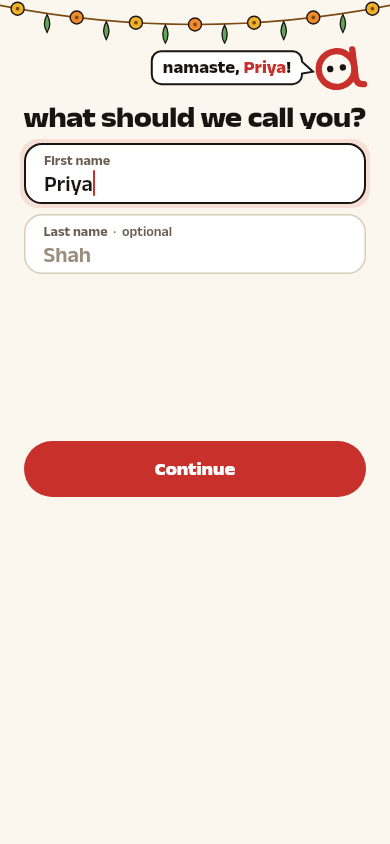 namaste, Priya!
what should we call you?
First name
Priya
Last name · optional
Shah
Continue